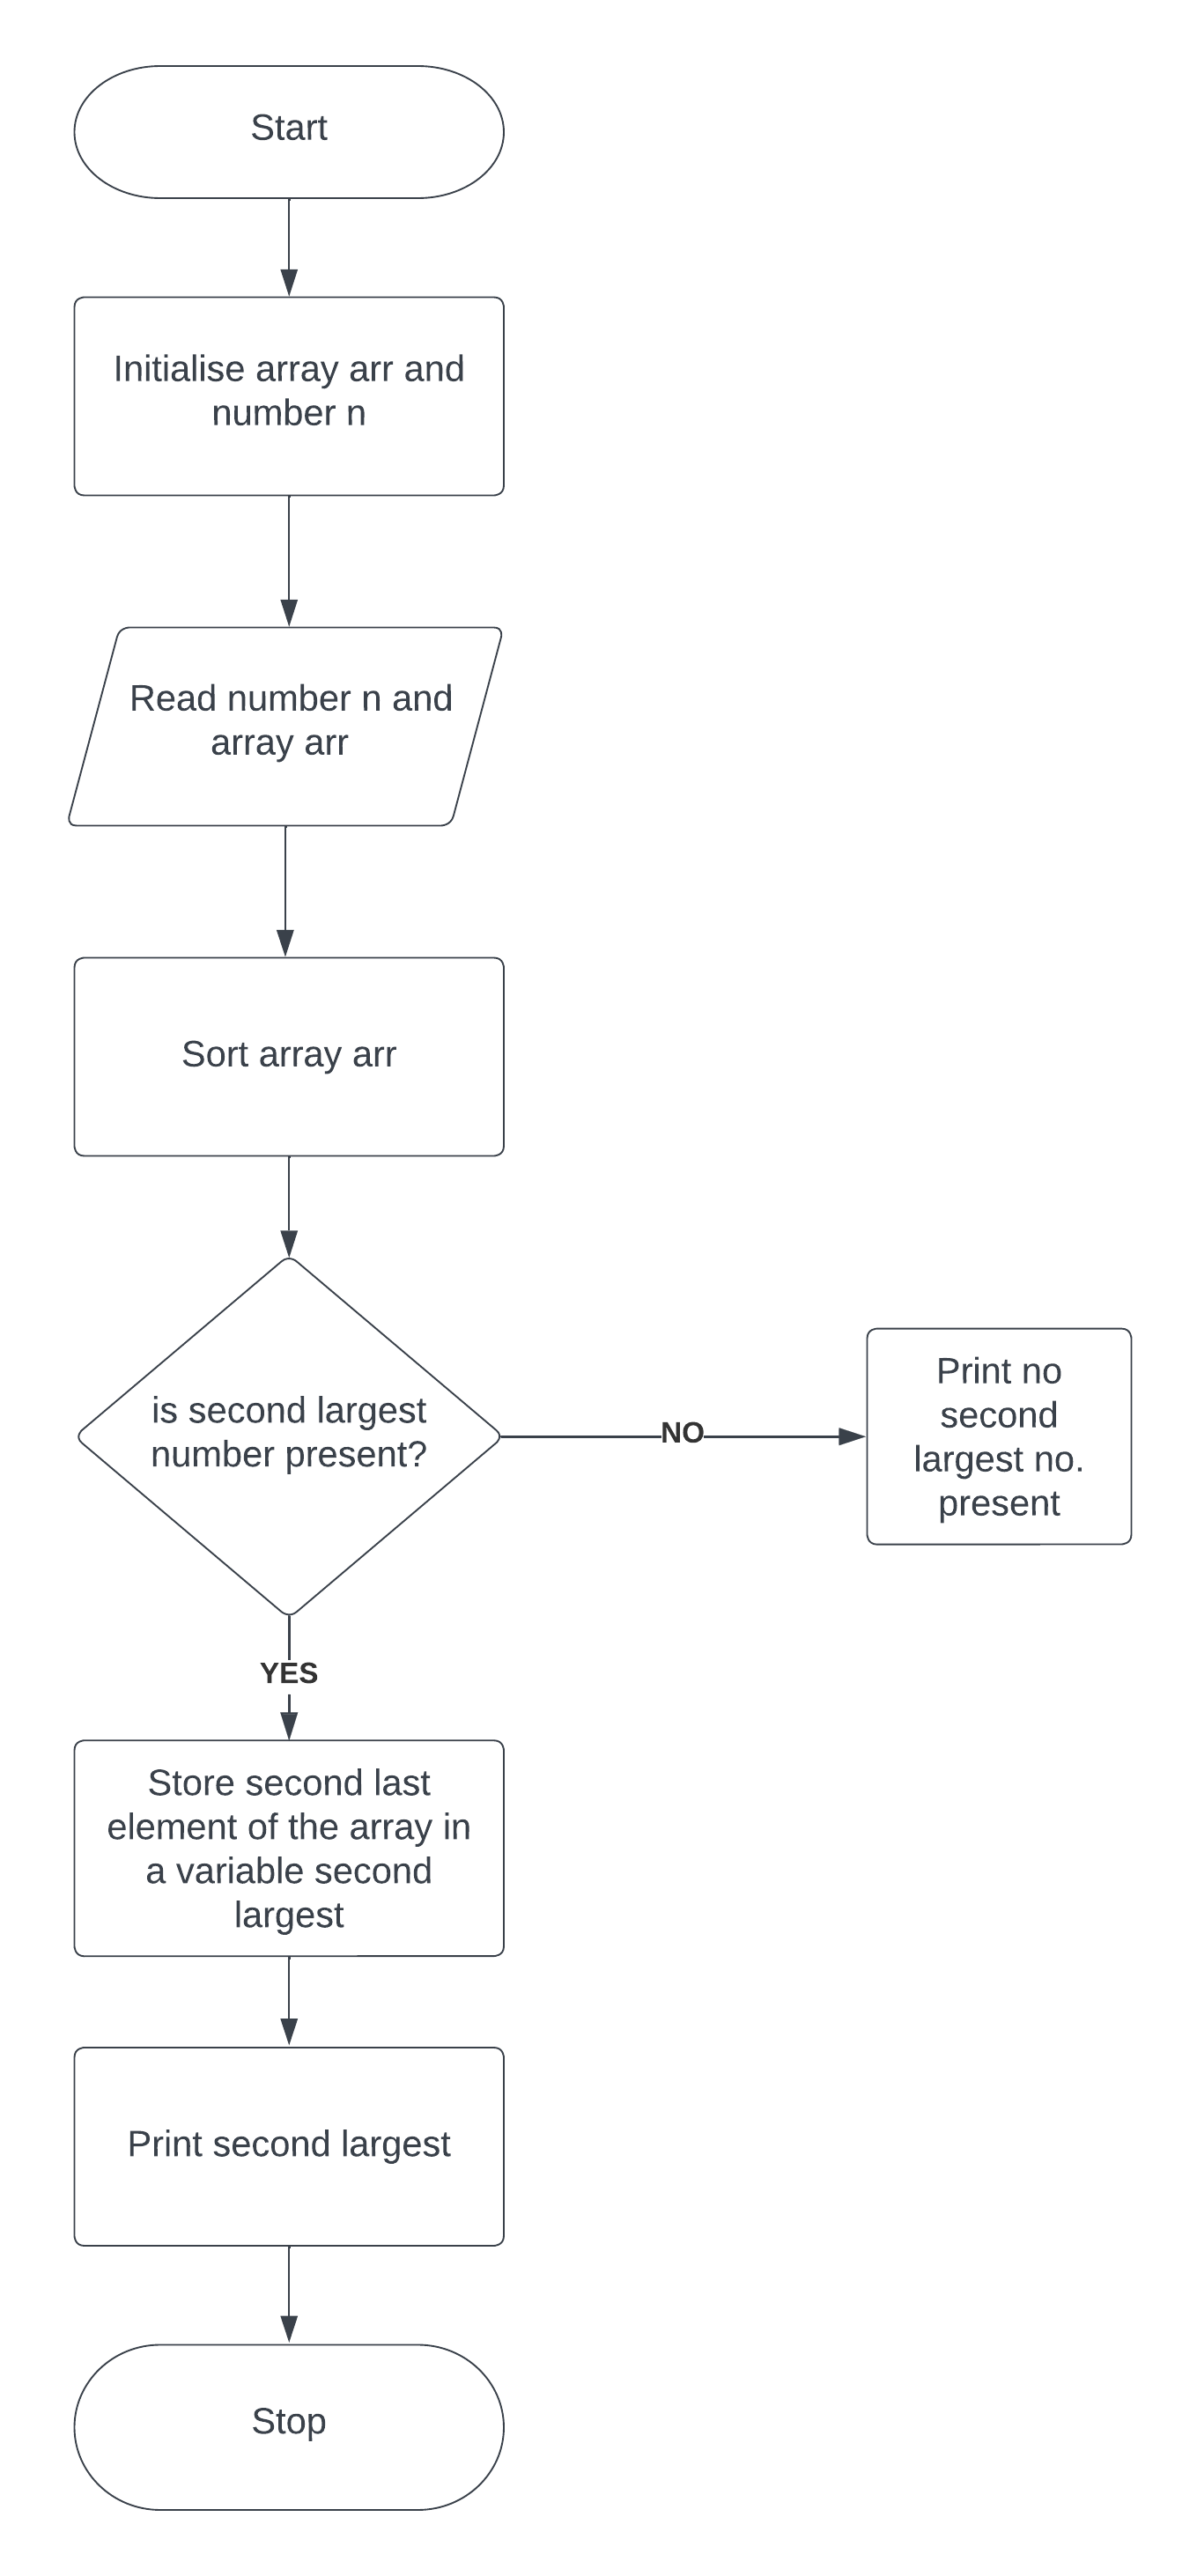 Start
Initialise array arr and
number n
Read number n and
array arr
Sort array arr
is second largest
number present?
NO
Print no
second
largest no.
present
YES
Store second last
element of the array in
a variable second
largest
Print second largest
Stop